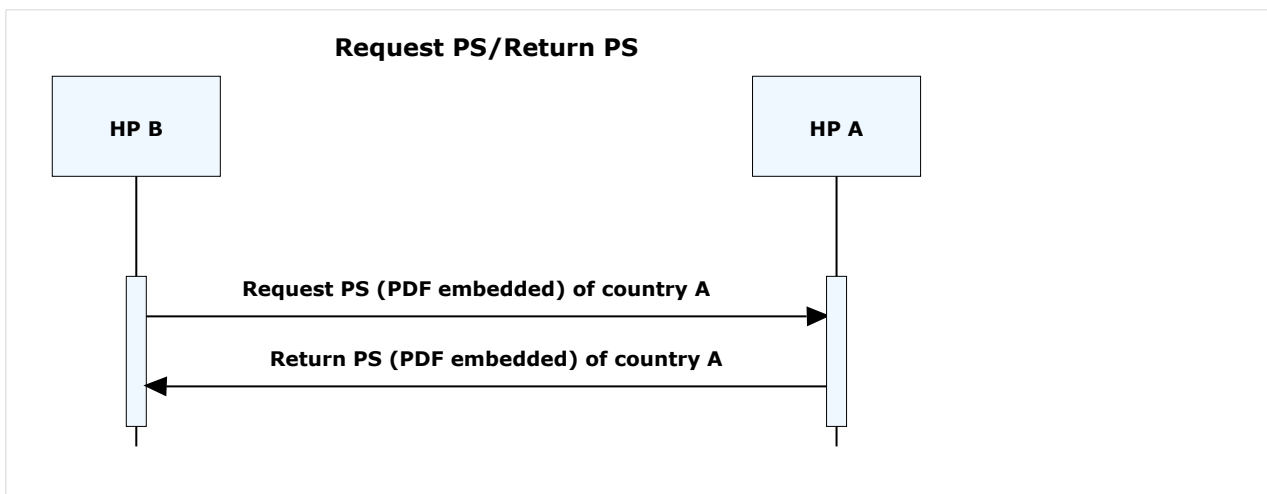 Request PS/Return PS
HP B
HP A
Request PS (PDF embedded) of country A
Return PS (PDF embedded) of country A